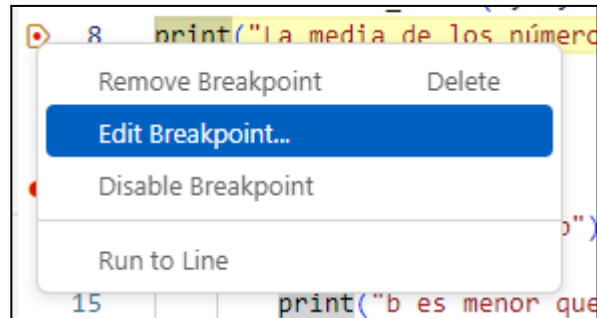 8 print("La media de los número
Remove Breakpoint Delete
Edit Breakpoint...
Disable Breakpoint
")
Run to Line
15 print("b es menor que